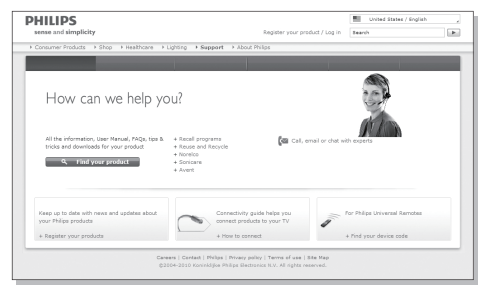 PHILIPS
sense and simplicity
United States / English
Register your product / Log in
Search
Consumer Products
Shop
Healthcare
Lighting
Support
About Philips
How can we help you?
All the information, User Manual, FAQs, tips &
tricks and downloads for your product
Find your product
+ Recall programs
+ Reuse and Recycle
+ Norelco
+ Sonicare
+ Avent
Call, email or chat with experts
Keep up to date with news and updates about
your Philips products
+ Register your products
Connectivity guide helps you
connect products to your TV
+ How to connect
For Philips Universal Remotes
+ Find your device code
Careers | Contact | Philips | Privacy policy | Terms of use | Site Map
©2004-2010 Koninklijke Philips Electronics N.V. All rights reserved.